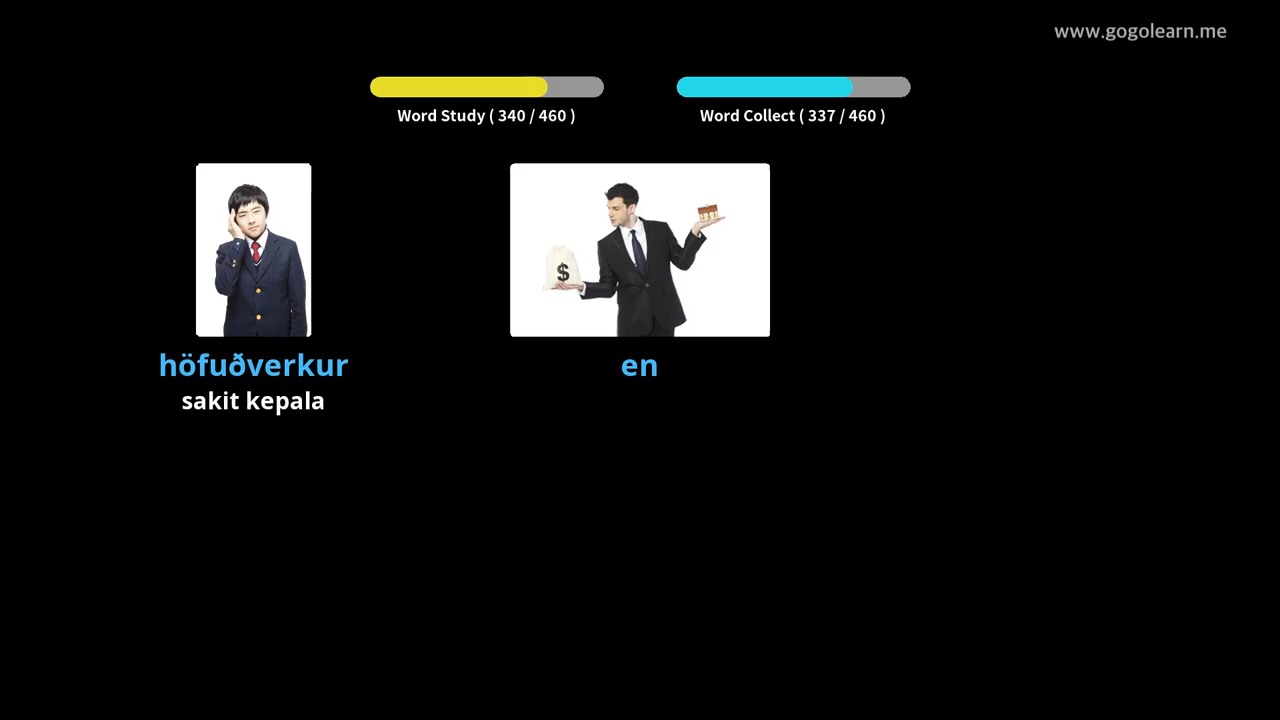 www.gogolearn.me
Word Study ( 340 / 460 )
Word Collect ( 337 / 460 )
$
höfuðverkur
sakit kepala
en